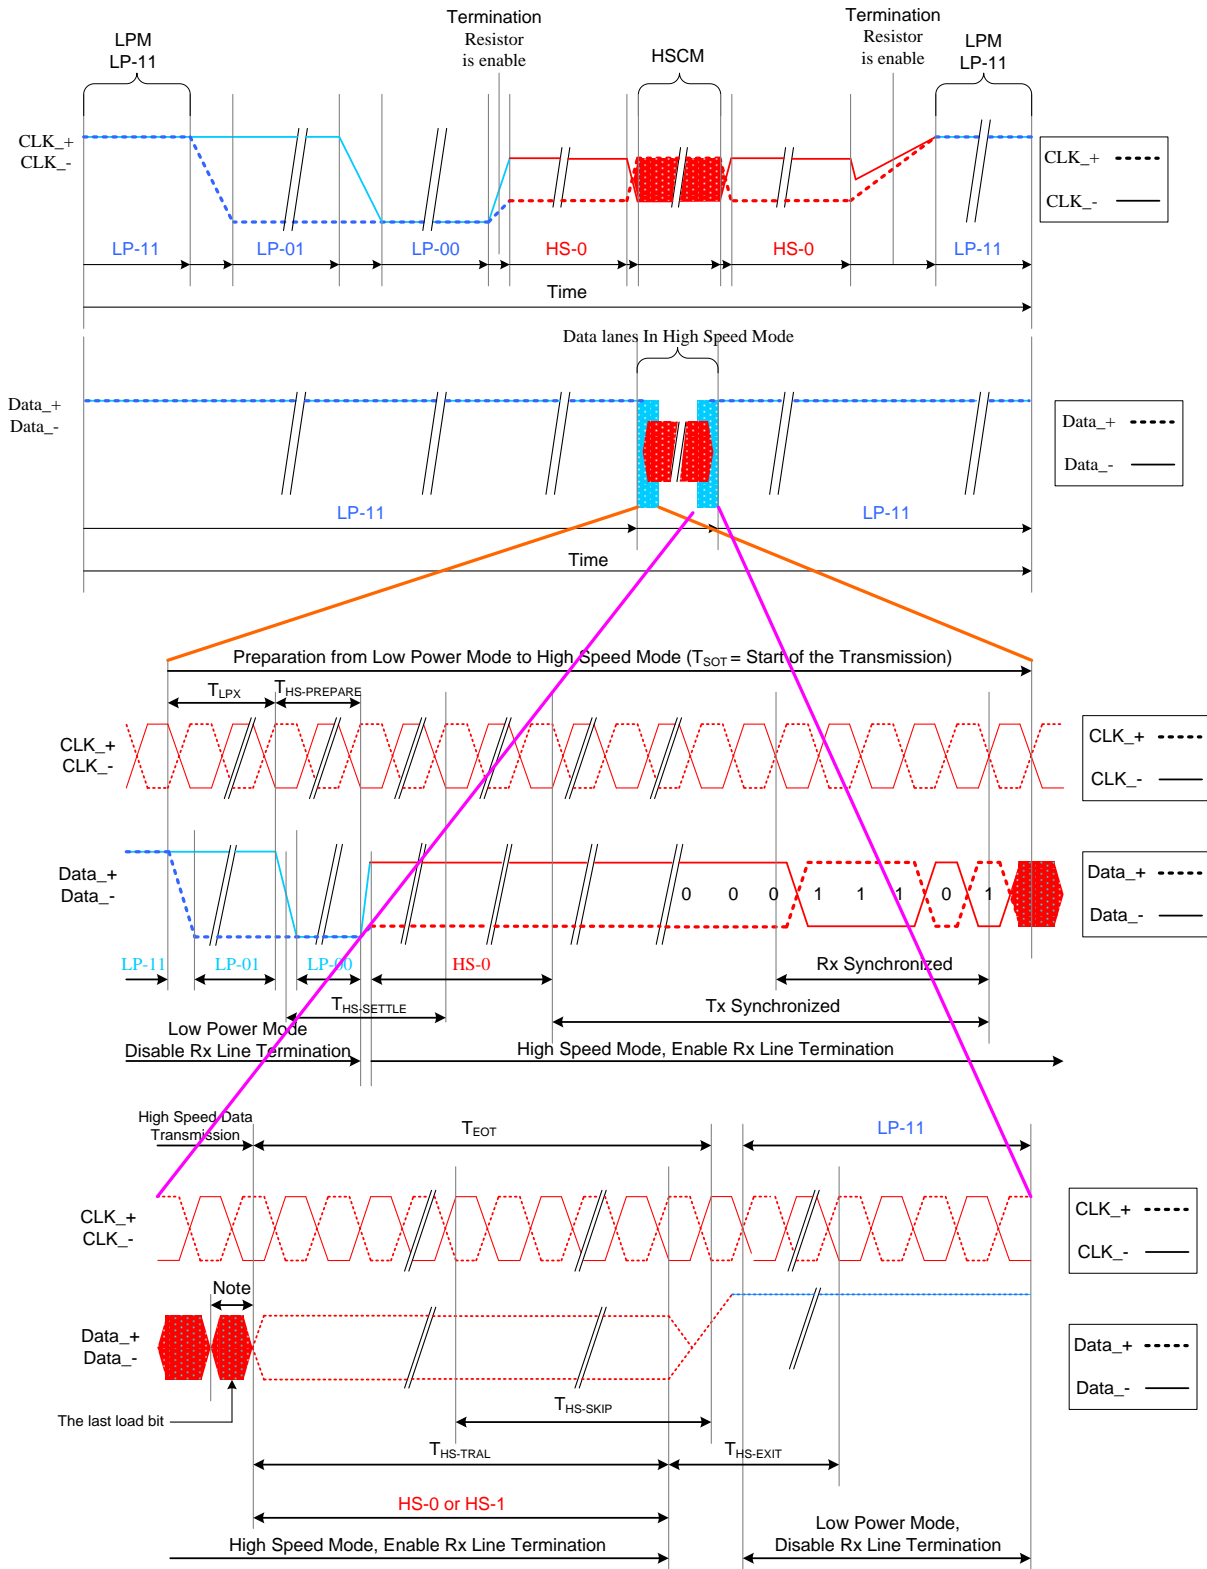 LPM
LP-11
Termination
Resistor
is enable
HSCM
Termination
Resistor
is enable
LPM
LP-11
CLK_+
CLK_-
CLK_+
CLK_-
LP-11
LP-01
LP-00
HS-0
HS-0
LP-11
Time
Data lanes In High Speed Mode
Data_+
Data_-
Data_+
Data_-
LP-11
LP-11
Time
Preparation from Low Power Mode to High Speed Mode (TSOT = Start of the Transmission)
TLPX
THS-PREPARE
CLK_+
CLK_-
CLK_+
CLK_-
Data_+
Data_-
0 0 0 1 1 1 0 1
Data_+
Data_-
LP-11
LP-01
LP-00
HS-0
Rx Synchronized
THS-SETTLE
Tx Synchronized
Low Power Mode
Disable Rx Line Termination
High Speed Mode, Enable Rx Line Termination
High Speed Data
Transmission
TEOT
LP-11
CLK_+
CLK_-
CLK_+
CLK_-
Note
Data_+
Data_-
Data_+
Data_-
The last load bit
THS-SKIP
THS-TRAL
THS-EXIT
HS-0 or HS-1
High Speed Mode, Enable Rx Line Termination
Low Power Mode,
Disable Rx Line Termination